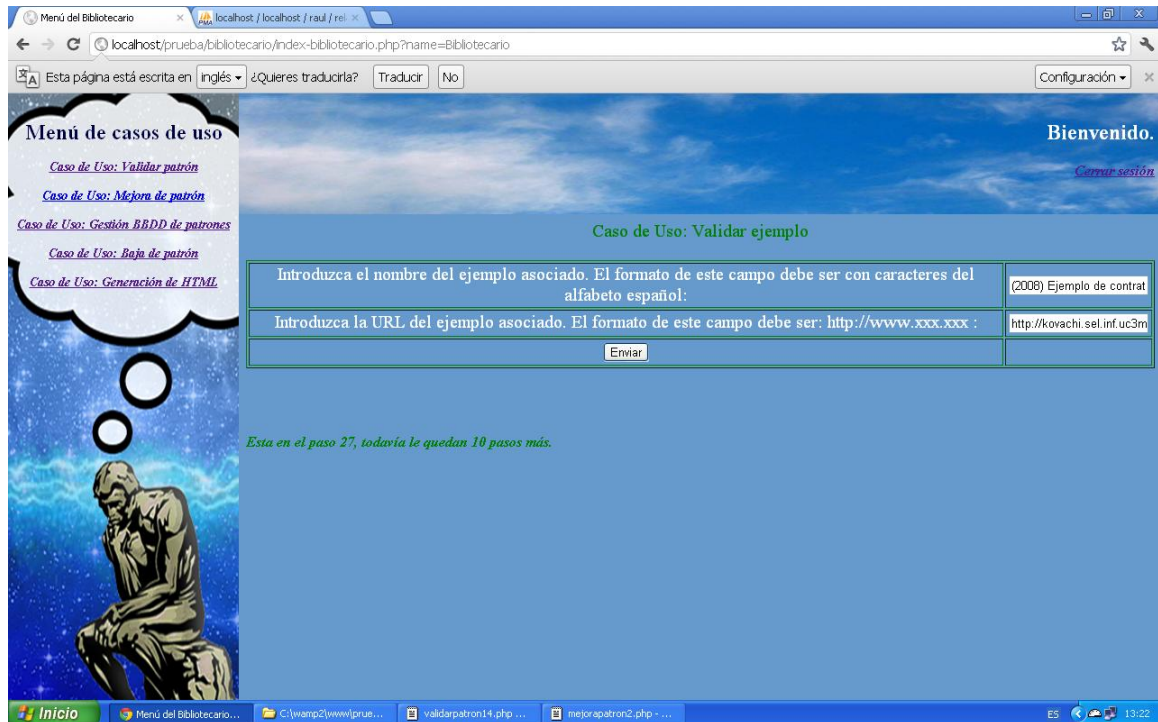 Menú del Bibliotecario
localhost / localhost / raul / rel
localhost/prueba/bibliotecario/index-bibliotecario.php?name=Bibliotecario
Esta página está escrita en inglés ¿Quieres traducirla? Traducir No Configuración
Menú de casos de uso
Caso de Uso: Validar patrón
Caso de Uso: Mejora de patrón
Caso de Uso: Gestión BBDD de patrones
Caso de Uso: Baja de patrón
Caso de Uso: Generación de HTML
Bienvenido.
Cerrar sesión
Caso de Uso: Validar ejemplo
Introduzca el nombre del ejemplo asociado. El formato de este campo debe ser con caracteres del
alfabeto español:
(2008) Ejemplo de contrat
Introduzca la URL del ejemplo asociado. El formato de este campo debe ser: http://www.xxx.xxx :
http://kovachi.sel.inf.uc3m
Enviar
Esta en el paso 27, todavía le quedan 10 pasos más.
Inicio
Menú del Bibliotecario...
C:\wamp2\www\prue...
validarpatron14.php ...
mejorapatron2.php - ...
ES
13:22